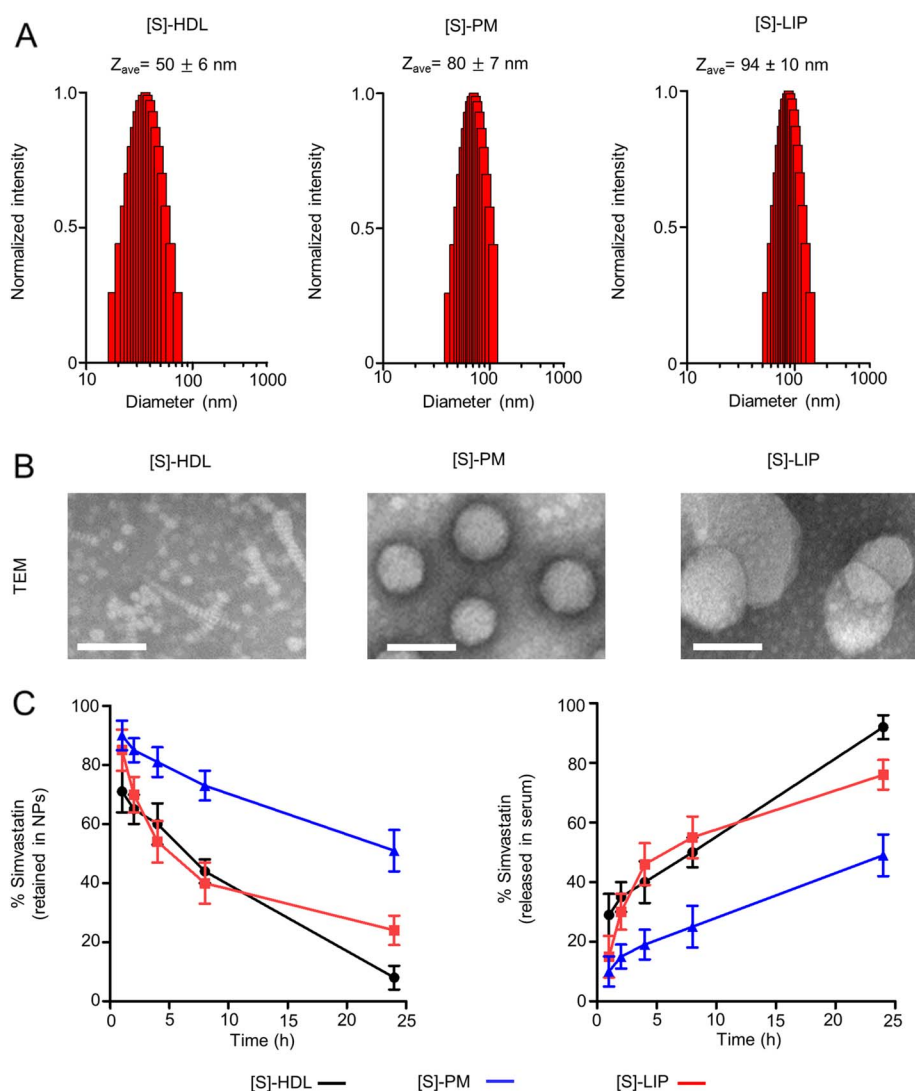 A
[S]-HDL
[S]-PM
[S]-LIP
Zave= 50 ± 6 nm
Zave= 80 ± 7 nm
Zave= 94 ± 10 nm
Normalized intensity
1.0
0.5
0
10
100
1000
Diameter (nm)
Normalized intensity
1.0
0.5
0
10
100
1000
Diameter (nm)
Normalized intensity
1.0
0.5
0
10
100
1000
Diameter (nm)
B
[S]-HDL
[S]-PM
[S]-LIP
TEM
C
% Simvastatin
(retained in NPs)
100
80
60
40
20
0
0
5
10
15
20
25
Time (h)
% Simvastatin
(released in serum)
100
80
60
40
20
0
0
5
10
15
20
25
Time (h)
[S]-HDL
[S]-PM
[S]-LIP